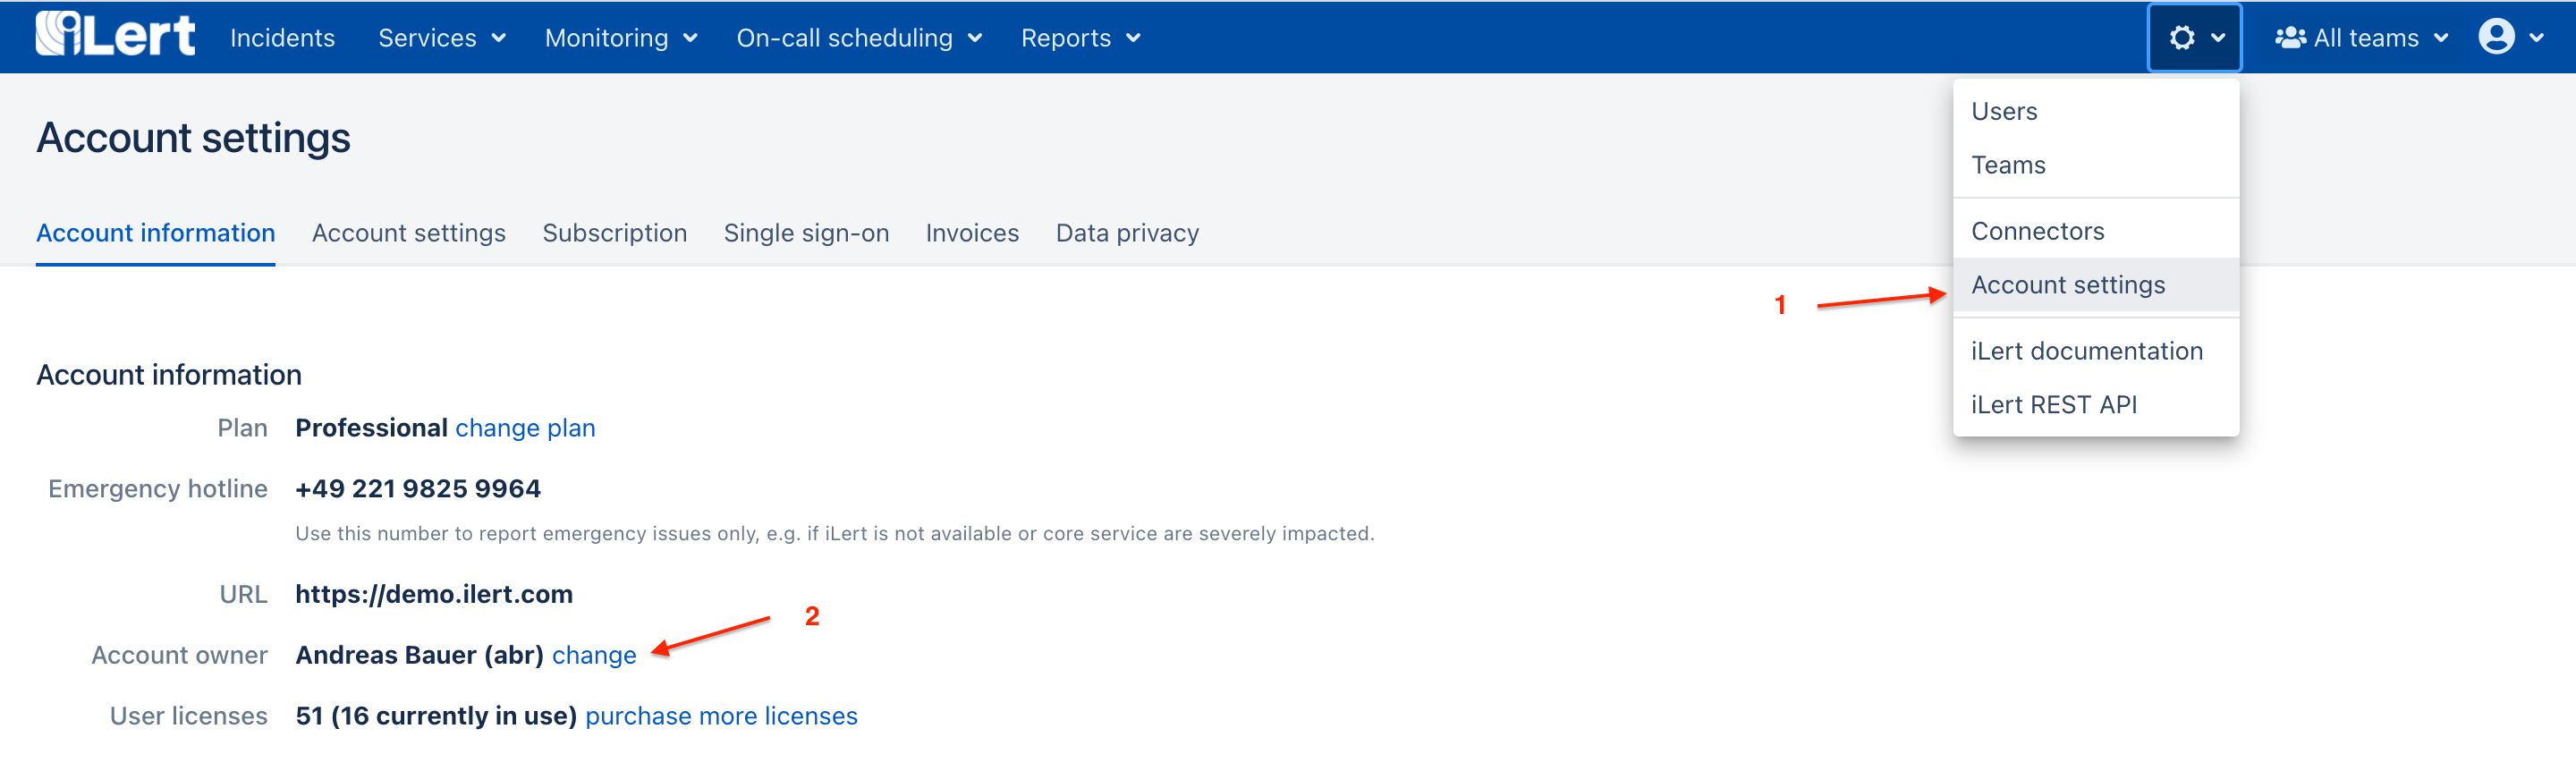 iLert Incidents Services Monitoring On-call scheduling Reports All teams
Users
Account settings
Teams
Account information Account settings Subscription Single sign-on Invoices Data privacy
Connectors
Account settings
1
iLert documentation
iLert REST API
Account information
Plan Professional change plan
Emergency hotline +49 221 9825 9964
Use this number to report emergency issues only, e.g. if iLert is not available or core service are severely impacted.
URL https://demo.ilert.com
2
Account owner Andreas Bauer (abr) change
User licenses 51 (16 currently in use) purchase more licenses